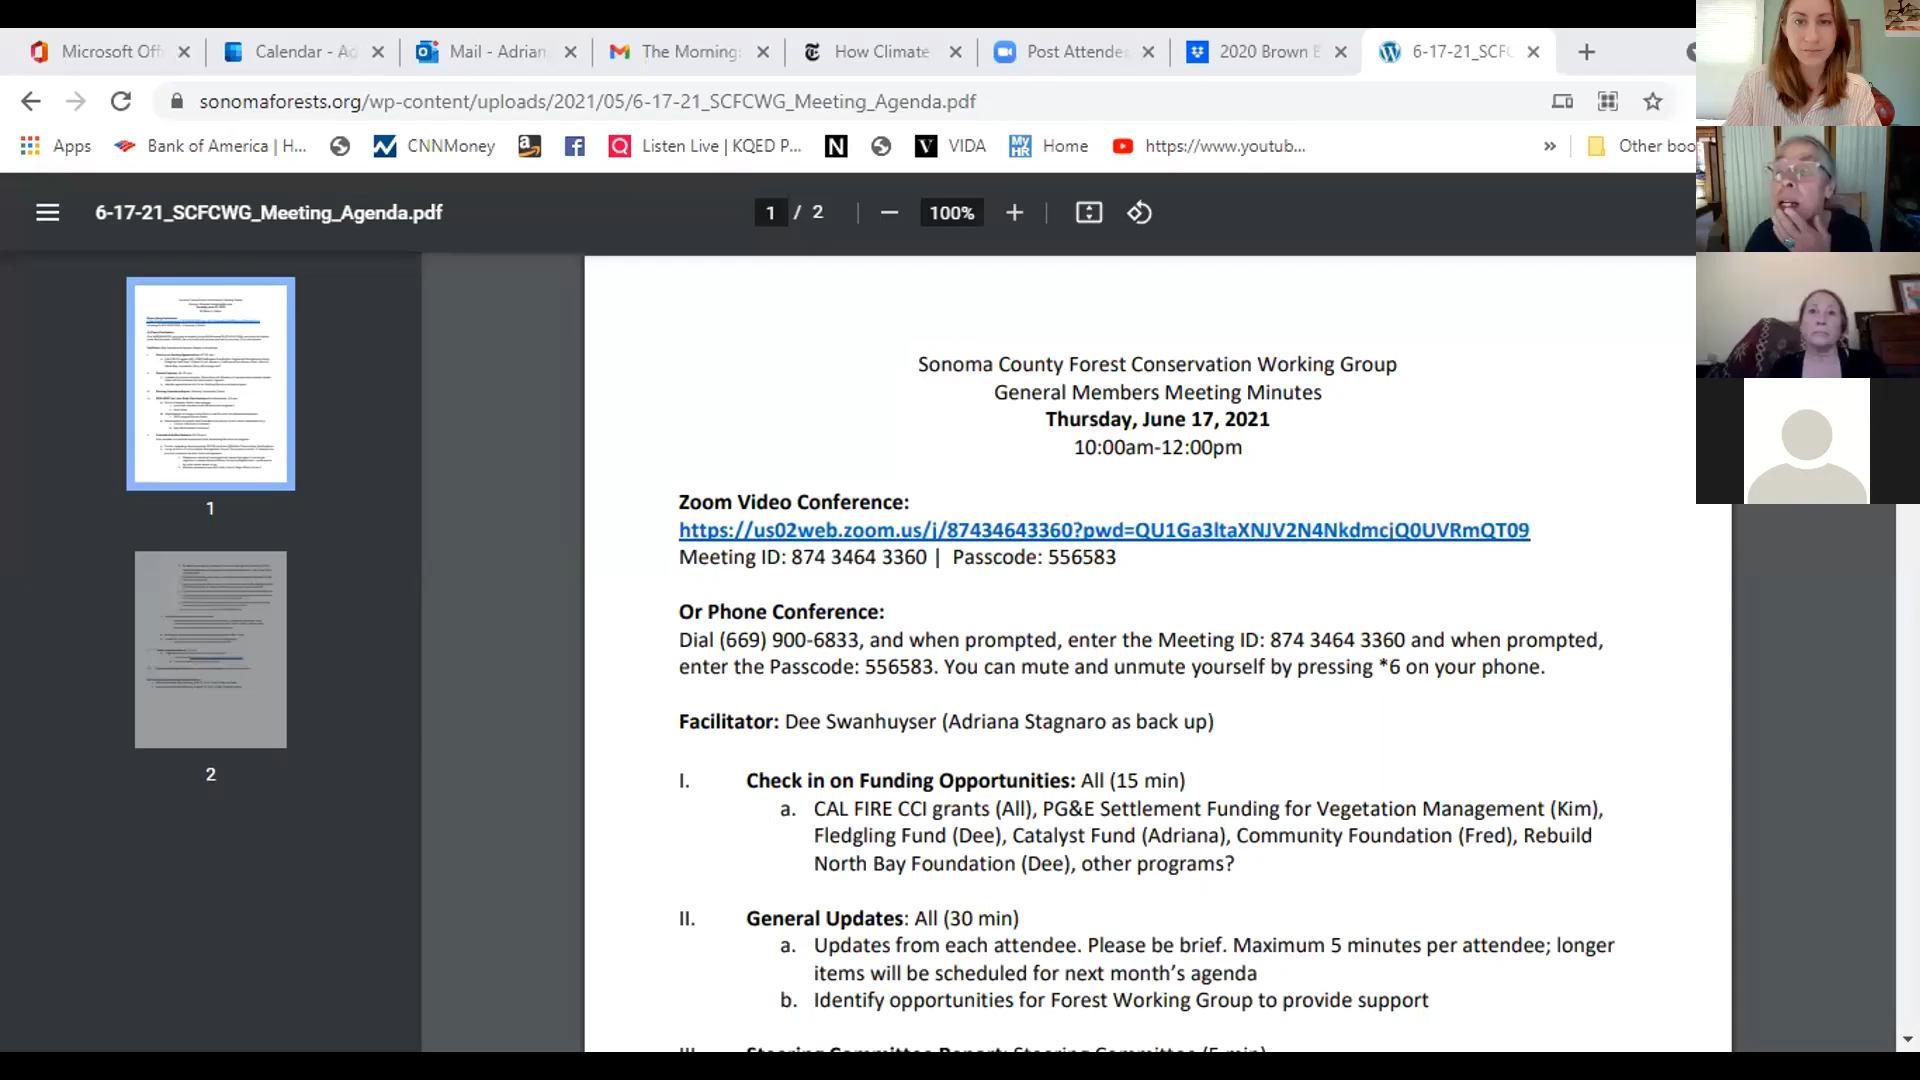 Microsoft Off
Calendar - Ad
Mail - Adrian
The Morning
How Climate
Post Attende
2020 Brown E
6-17-21_SCFC
sonomaforests.org/wp-content/uploads/2021/05/6-17-21_SCFCWG_Meeting_Agenda.pdf
Apps
Bank of America | H...
CNNMoney
Listen Live | KQED P...
N
V VIDA
MY HR Home
https://www.youtub...
»
Other boo
6-17-21_SCFCWG_Meeting_Agenda.pdf
1 / 2
100%
1
2
Sonoma County Forest Conservation Working Group
General Members Meeting Minutes
Thursday, June 17, 2021
10:00am-12:00pm
Zoom Video Conference:
https://us02web.zoom.us/j/87434643360?pwd=QU1Ga3ltaXNJV2N4NkdmcjQ0UVRmQT09
Meeting ID: 874 3464 3360 | Passcode: 556583
Or Phone Conference:
Dial (669) 900-6833, and when prompted, enter the Meeting ID: 874 3464 3360 and when prompted,
enter the Passcode: 556583. You can mute and unmute yourself by pressing *6 on your phone.
Facilitator: Dee Swanhuyser (Adriana Stagnaro as back up)
I. Check in on Funding Opportunities: All (15 min)
a. CAL FIRE CCI grants (All), PG&E Settlement Funding for Vegetation Management (Kim),
Fledgling Fund (Dee), Catalyst Fund (Adriana), Community Foundation (Fred), Rebuild
North Bay Foundation (Dee), other programs?
II. General Updates: All (30 min)
a. Updates from each attendee. Please be brief. Maximum 5 minutes per attendee; longer
items will be scheduled for next month's agenda
b. Identify opportunities for Forest Working Group to provide support
III. Steering Committee Report: Steering Committee (5 min)